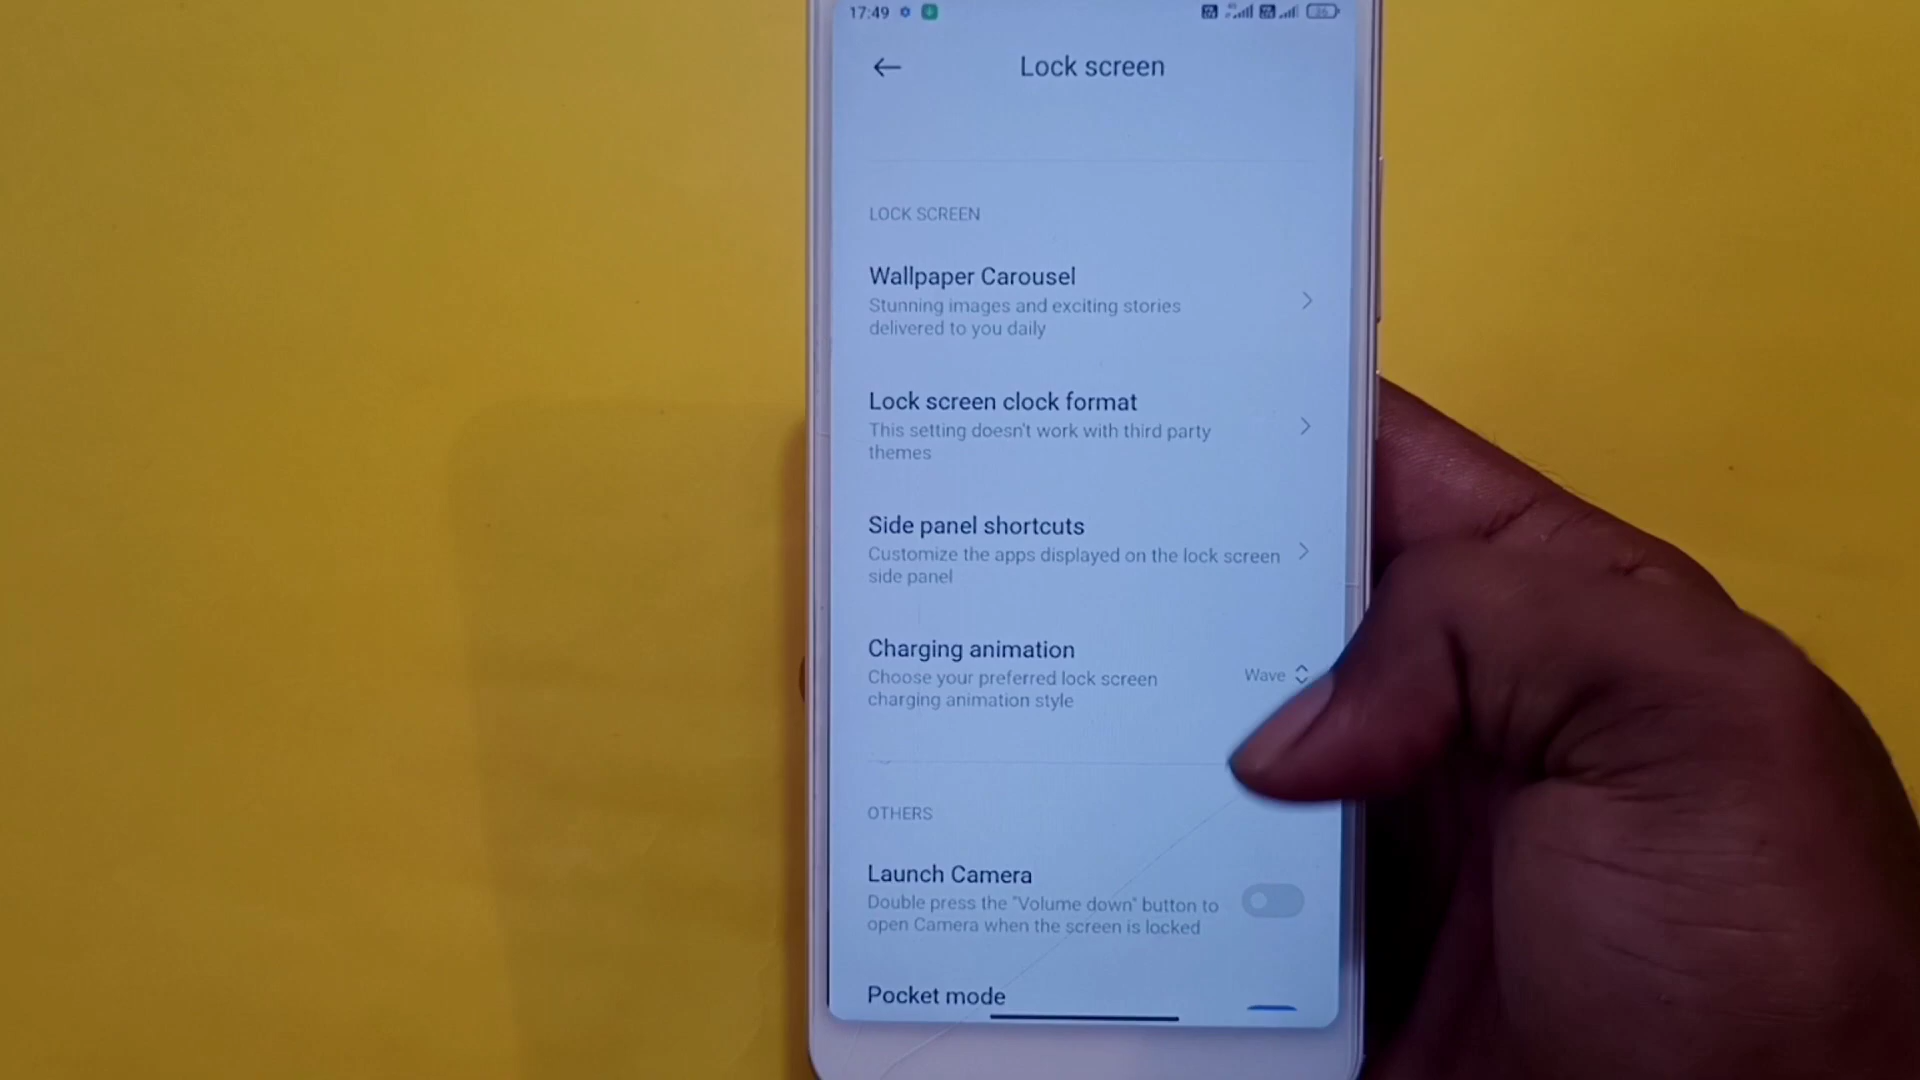 17:49
Lock screen
LOCK SCREEN
Wallpaper Carousel
Stunning images and exciting stories
delivered to you daily
Lock screen clock format
This setting doesn't work with third party
themes
Side panel shortcuts
Customize the apps displayed on the lock screen
side panel
Charging animation
Choose your preferred lock screen
charging animation style
Wave
OTHERS
Launch Camera
Double press the "Volume down" button to
open Camera when the screen is locked
Pocket mode